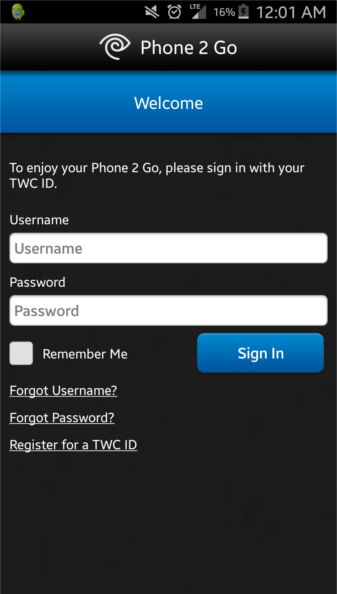 LTE 16% 12:01 AM
Phone 2 Go
Welcome
To enjoy your Phone 2 Go, please sign in with your
TWC ID.
Username
Username
Password
Password
Remember Me
Sign In
Forgot Username?
Forgot Password?
Register for a TWC ID